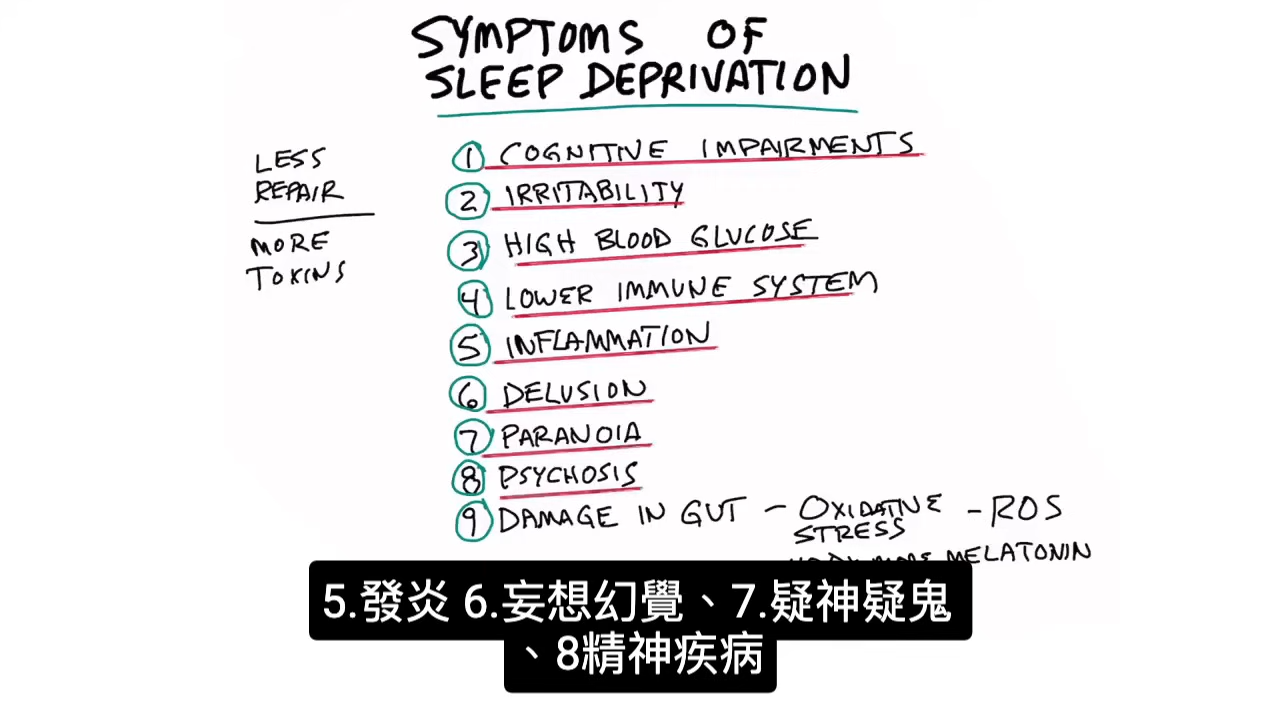 SYMPTOMS OF
SLEEP DEPRIVATION
LESS
REPAIR
MORE
TOXINS
1 COGNITIVE IMPAIRMENTS
2 IRRITABILITY
3 HIGH BLOOD GLUCOSE
4 LOWER IMMUNE SYSTEM
5 INFLAMMATION
6 DELUSION
7 PARANOIA
8 PSYCHOSIS
9 DAMAGE IN GUT – OXIDATIVE – ROS
STRESS
MELATONIN
5.發炎 6.妄想幻覺、7.疑神疑鬼
、8精神疾病